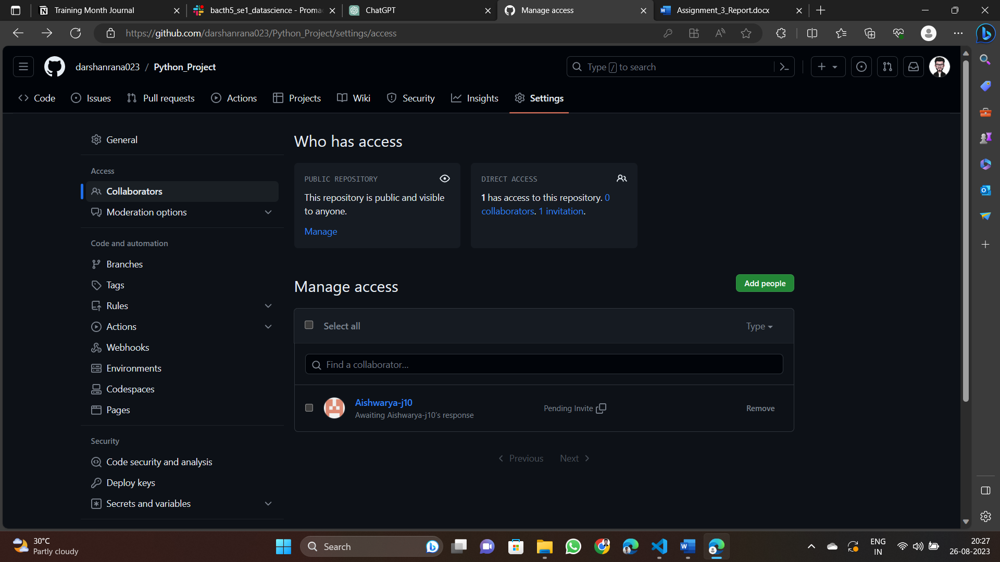 Training Month Journal
bacth5_se1_datascience - Proma
ChatGPT
Manage access
Assignment_3_Report.docx
https://github.com/darshanrana023/Python_Project/settings/access
darshanrana023 / Python_Project
Type / to search
Code
Issues
Pull requests
Actions
Projects
Wiki
Security
Insights
Settings
General
Access
Collaborators
Moderation options
Code and automation
Branches
Tags
Rules
Actions
Webhooks
Environments
Codespaces
Pages
Security
Code security and analysis
Deploy keys
Secrets and variables
Who has access
PUBLIC REPOSITORY
This repository is public and visible
to anyone.
Manage
DIRECT ACCESS
1 has access to this repository. 0
collaborators. 1 invitation.
Manage access
Add people
Select all
Type
Find a collaborator...
Aishwarya-j10
Awaiting Aishwarya-j10's response
Pending Invite
Remove
Previous
Next
30°C
Partly cloudy
Search
ENG
IN
20:27
26-08-2023